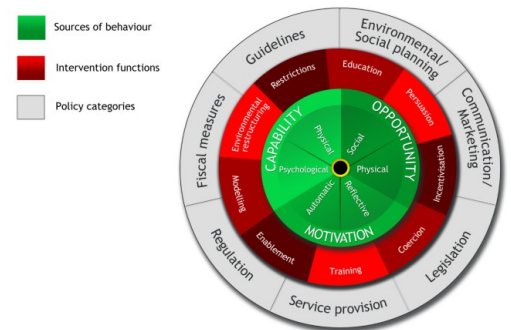 Sources of behaviour
Intervention functions
Policy categories
Guidelines
Environmental/
Social planning
Communication/
Marketing
Legislation
Service provision
Regulation
Fiscal measures
Restrictions
Education
Persuasion
Incentivisation
Coercion
Training
Enablement
Modelling
Environmental
restructuring
CAPABILITY
OPPORTUNITY
MOTIVATION
Physical
Social
Psychological
Physical
Automatic
Reflective